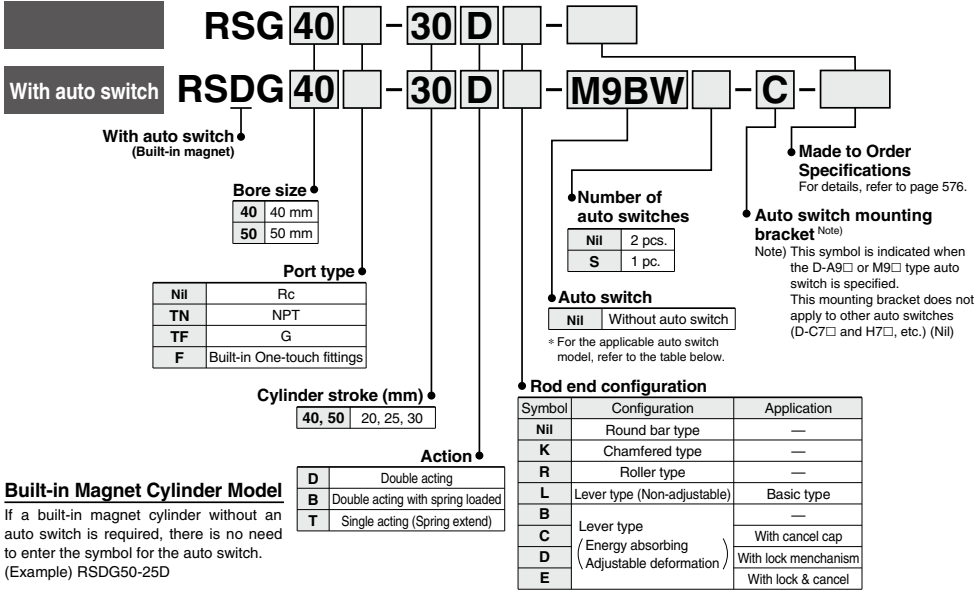 RSG 40 □ - 30 D □ - □
With auto switch RSDG 40 □ - 30 D □ - M9BW □ - C - □
With auto switch
(Built-in magnet)
Bore size
40 40 mm
50 50 mm
Port type
Nil Rc
TN NPT
TF G
F Built-in One-touch fittings
Cylinder stroke (mm)
40, 50 20, 25, 30
Action
D Double acting
B Double acting with spring loaded
T Single acting (Spring extend)
Built-in Magnet Cylinder Model
If a built-in magnet cylinder without an
auto switch is required, there is no need
to enter the symbol for the auto switch.
(Example) RSDG50-25D
Number of
auto switches
Nil 2 pcs.
S 1 pc.
Auto switch
Nil Without auto switch
* For the applicable auto switch
model, refer to the table below.
Made to Order
Specifications
For details, refer to page 576.
Auto switch mounting
bracket Note)
Note) This symbol is indicated when
the D-A9□ or M9□ type auto
switch is specified.
This mounting bracket does not
apply to other auto switches
(D-C7□ and H7□, etc.) (Nil)
Rod end configuration
Symbol Configuration Application
Nil Round bar type —
K Chamfered type —
R Roller type —
L Lever type (Non-adjustable) Basic type
B Lever type —
C (Energy absorbing With cancel cap
D Adjustable deformation) With lock menchanism
E With lock & cancel